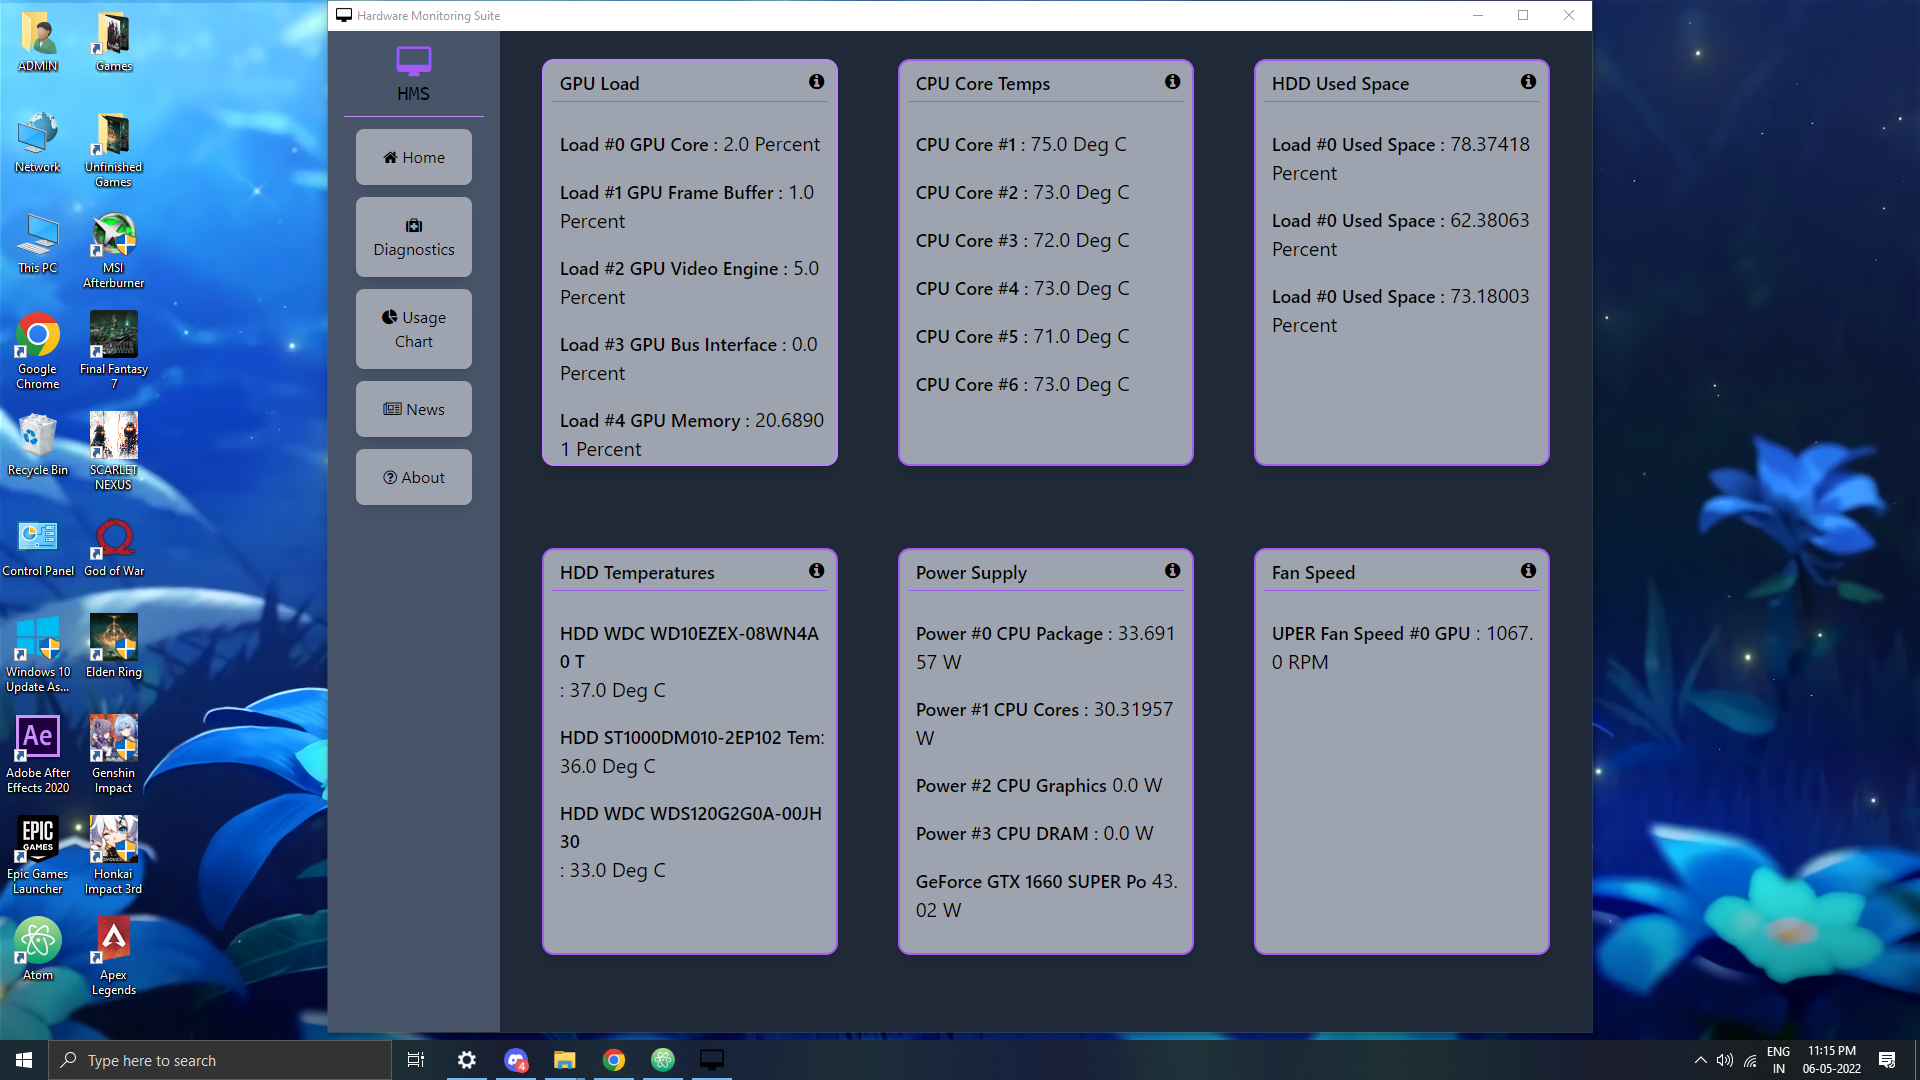 Hardware Monitoring Suite
ADMIN
Games
Network
Unfinished
Games
This PC
MSI
Afterburner
Google
Chrome
Final Fantasy
7
Recycle Bin
SCARLET
NEXUS
Control Panel
God of War
Windows 10
Update As...
Elden Ring
Ae
Adobe After
Effects 2020
Genshin
Impact
EPIC
GAMES
Epic Games
Launcher
Honkai
Impact 3rd
Atom
Apex
Legends
HMS
Home
Diagnostics
Usage
Chart
News
About
GPU Load
Load #0 GPU Core : 2.0 Percent
Load #1 GPU Frame Buffer : 1.0
Percent
Load #2 GPU Video Engine : 5.0
Percent
Load #3 GPU Bus Interface : 0.0
Percent
Load #4 GPU Memory : 20.6890
1 Percent
CPU Core Temps
CPU Core #1 : 75.0 Deg C
CPU Core #2 : 73.0 Deg C
CPU Core #3 : 72.0 Deg C
CPU Core #4 : 73.0 Deg C
CPU Core #5 : 71.0 Deg C
CPU Core #6 : 73.0 Deg C
HDD Used Space
Load #0 Used Space : 78.37418
Percent
Load #0 Used Space : 62.38063
Percent
Load #0 Used Space : 73.18003
Percent
HDD Temperatures
HDD WDC WD10EZEX-08WN4A
0 T
: 37.0 Deg C
HDD ST1000DM010-2EP102 Tem:
36.0 Deg C
HDD WDC WDS120G2G0A-00JH
30
: 33.0 Deg C
Power Supply
Power #0 CPU Package : 33.691
57 W
Power #1 CPU Cores : 30.31957
W
Power #2 CPU Graphics 0.0 W
Power #3 CPU DRAM : 0.0 W
GeForce GTX 1660 SUPER Po 43.
02 W
Fan Speed
UPER Fan Speed #0 GPU : 1067.
0 RPM
Type here to search
4
ENG
IN
11:15 PM
06-05-2022